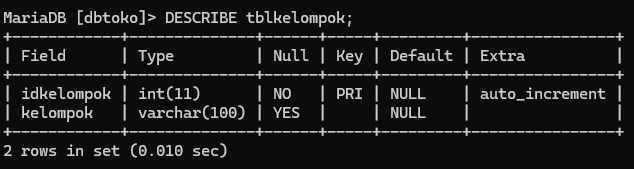 MariaDB [dbtoko]> DESCRIBE tblkelompok;
+------------+--------------+------+-----+---------+----------------+
| Field      | Type         | Null | Key | Default | Extra          |
+------------+--------------+------+-----+---------+----------------+
| idkelompok | int(11)      | NO   | PRI | NULL    | auto_increment |
| kelompok   | varchar(100) | YES  |     | NULL    |                |
+------------+--------------+------+-----+---------+----------------+
2 rows in set (0.010 sec)